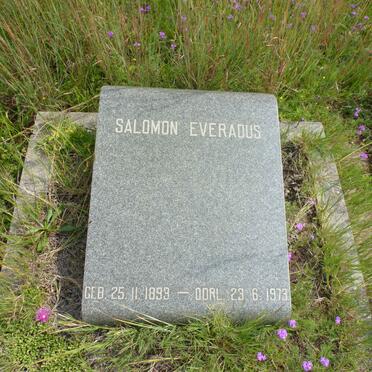 SALOMON EVERADUS
GEB. 25. 11. 1893 — OORL. 23. 6. 1973